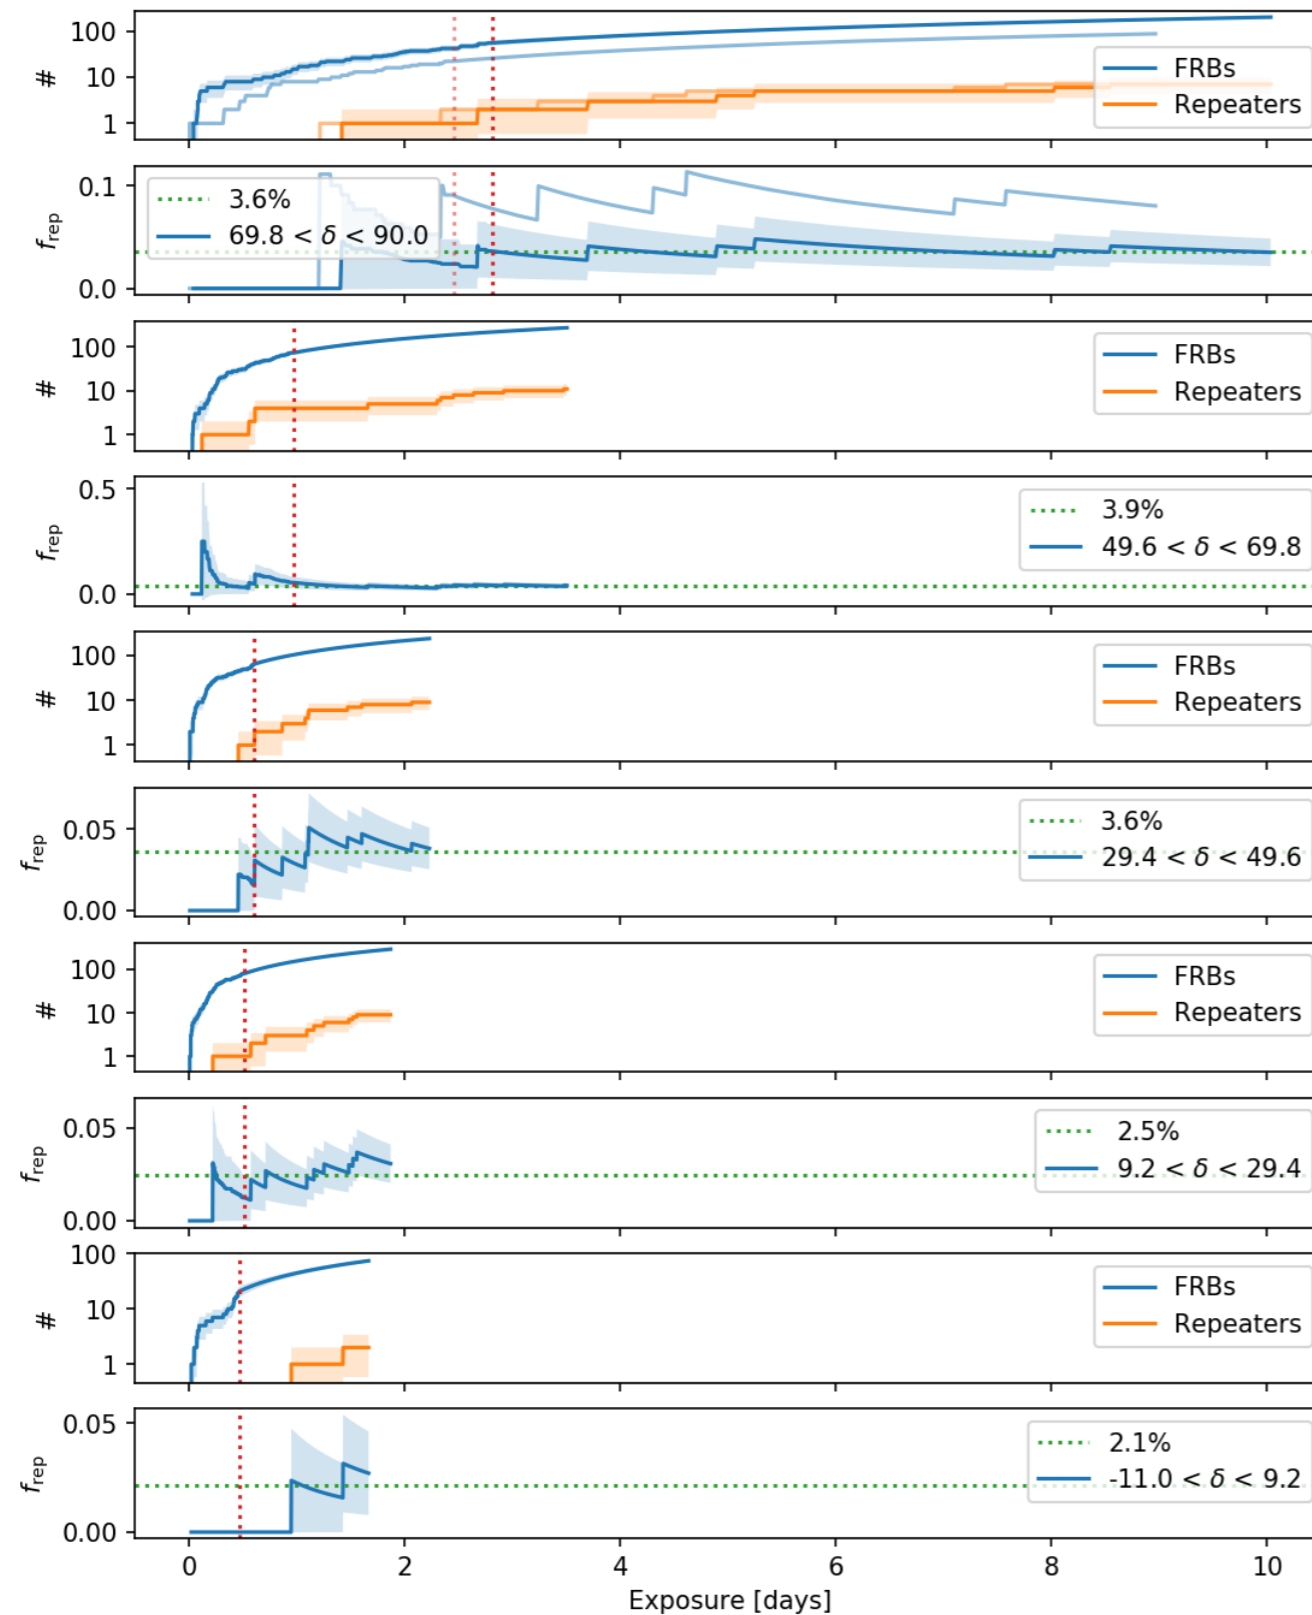 100
10
1
#
FRBs
Repeaters
0.1
0.0
f_rep
3.6%
69.8 < δ < 90.0
100
10
1
#
FRBs
Repeaters
0.5
0.0
f_rep
3.9%
49.6 < δ < 69.8
100
10
1
#
FRBs
Repeaters
0.05
0.00
f_rep
3.6%
29.4 < δ < 49.6
100
10
1
#
FRBs
Repeaters
0.05
0.00
f_rep
2.5%
9.2 < δ < 29.4
100
10
1
#
FRBs
Repeaters
0.05
0.00
f_rep
2.1%
-11.0 < δ < 9.2
0 2 4 6 8 10
Exposure [days]